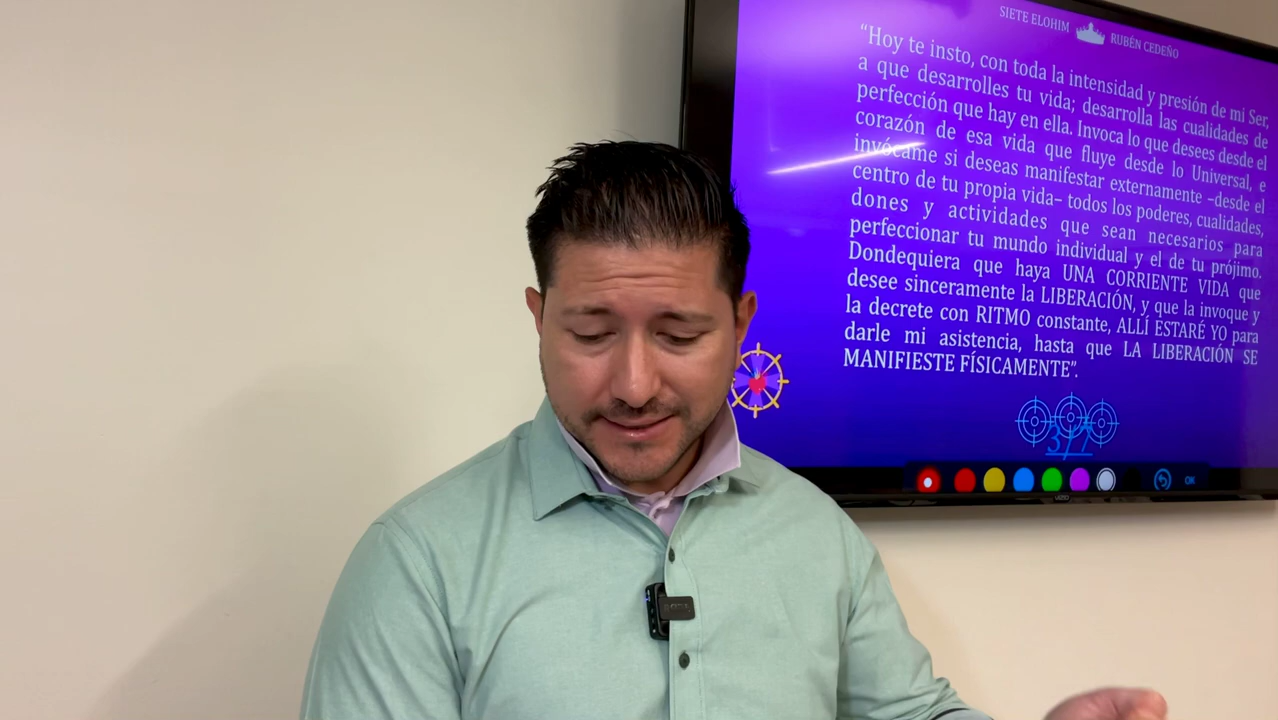 SIETE ELOHIM RUBÉN CEDEÑO
“Hoy te insto, con toda la intensidad y presión de mi Ser,
a que desarrolles tu vida; desarrolla las cualidades de
perfección que hay en ella. Invoca lo que desees desde el
corazón de esa vida que fluye desde lo Universal, e
invócame si deseas manifestar externamente –desde el
centro de tu propia vida– todos los poderes, cualidades,
dones y actividades que sean necesarios para
perfeccionar tu mundo individual y el de tu prójimo.
Dondequiera que haya UNA CORRIENTE VIDA que
desee sinceramente la LIBERACIÓN, y que la invoque y
la decrete con RITMO constante, ALLÍ ESTARÉ YO para
darle mi asistencia, hasta que LA LIBERACIÓN SE
MANIFIESTE FÍSICAMENTE”.
377
OK
VIZIO